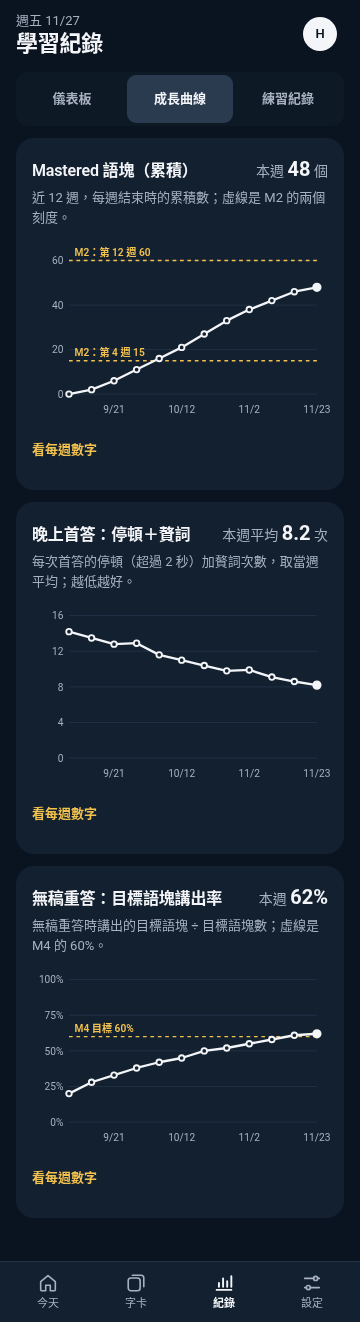 週五 11/27
學習紀錄
H
儀表板
成長曲線
練習紀錄
Mastered 語塊（累積）
本週 48 個
近 12 週，每週結束時的累積數；虛線是 M2 的兩個
刻度。
M2：第 12 週 60
60
40
20
M2：第 4 週 15
0
9/21
10/12
11/2
11/23
看每週數字
晚上首答：停頓＋贅詞
本週平均 8.2 次
每次首答的停頓（超過 2 秒）加贅詞次數，取當週
平均；越低越好。
16
12
8
4
0
9/21
10/12
11/2
11/23
看每週數字
無稿重答：目標語塊講出率
本週 62%
無稿重答時講出的目標語塊 ÷ 目標語塊數；虛線是
M4 的 60%。
100%
75%
M4 目標 60%
50%
25%
0%
9/21
10/12
11/2
11/23
看每週數字
今天
字卡
紀錄
設定